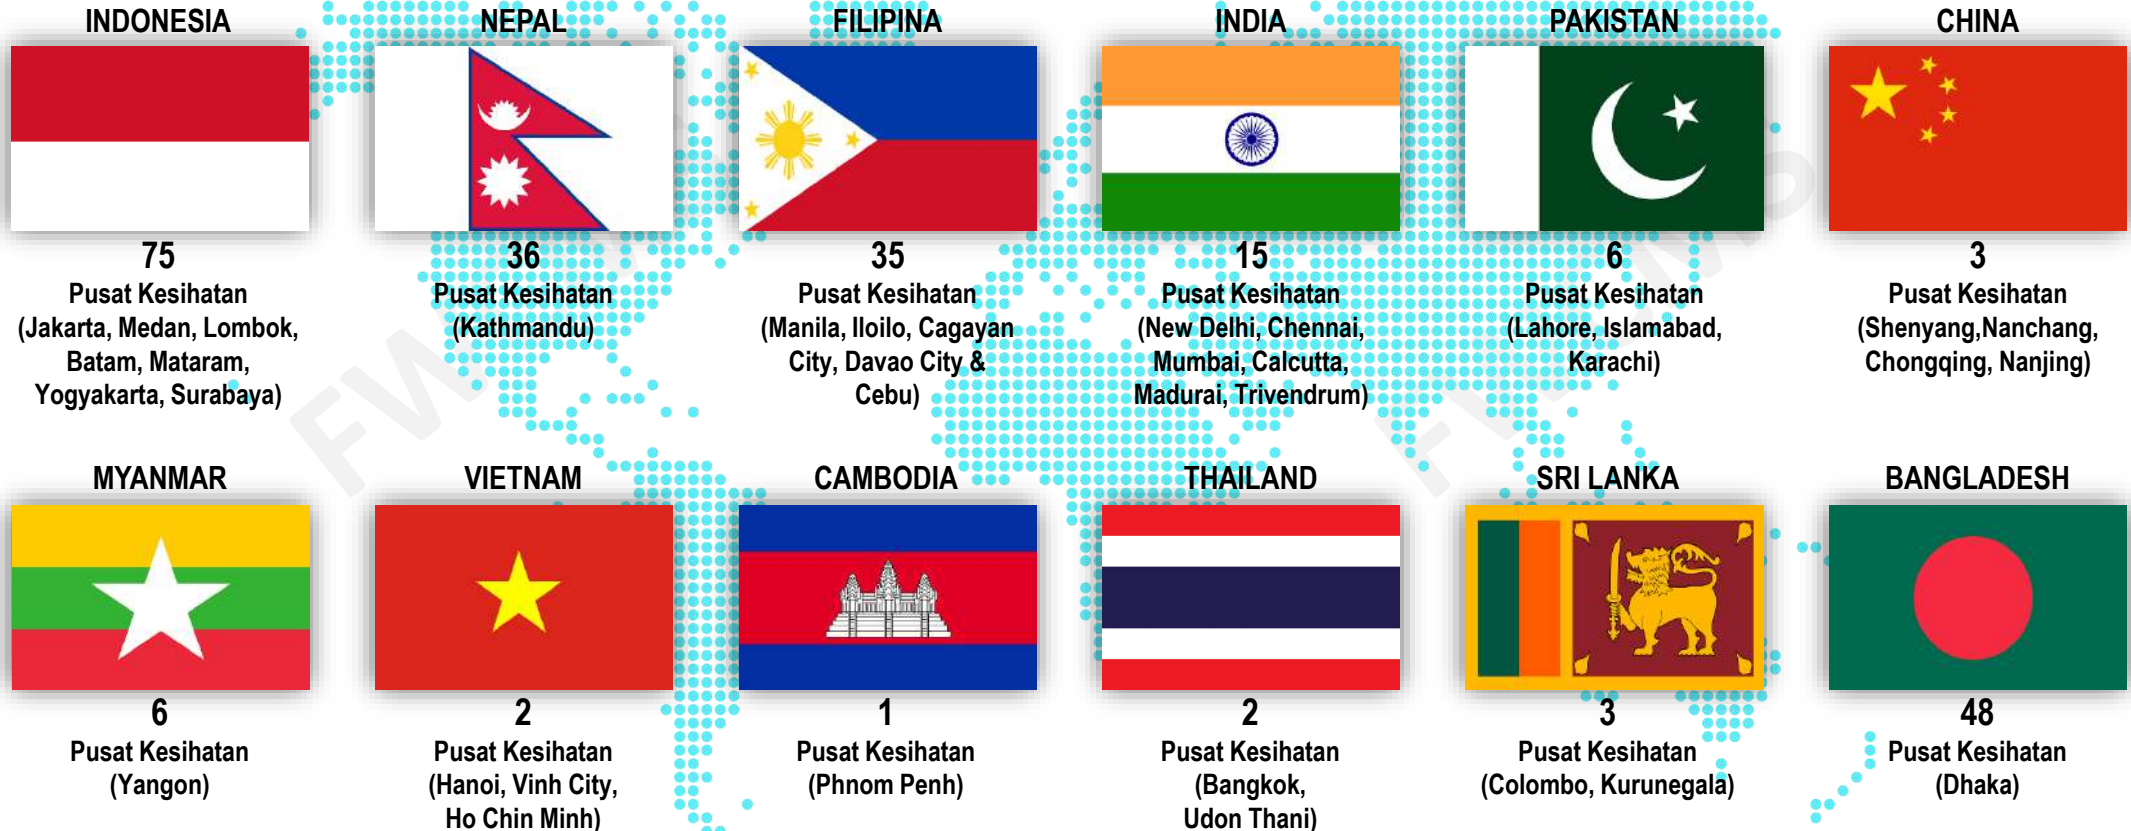 INDONESIA
75
Pusat Kesihatan
(Jakarta, Medan, Lombok,
Batam, Mataram,
Yogyakarta, Surabaya)
NEPAL
36
Pusat Kesihatan
(Kathmandu)
FILIPINA
35
Pusat Kesihatan
(Manila, Iloilo, Cagayan
City, Davao City &
Cebu)
INDIA
15
Pusat Kesihatan
(New Delhi, Chennai,
Mumbai, Calcutta,
Madurai, Trivendrum)
PAKISTAN
6
Pusat Kesihatan
(Lahore, Islamabad,
Karachi)
CHINA
3
Pusat Kesihatan
(Shenyang,Nanchang,
Chongqing, Nanjing)
MYANMAR
6
Pusat Kesihatan
(Yangon)
VIETNAM
2
Pusat Kesihatan
(Hanoi, Vinh City,
Ho Chin Minh)
CAMBODIA
1
Pusat Kesihatan
(Phnom Penh)
THAILAND
2
Pusat Kesihatan
(Bangkok,
Udon Thani)
SRI LANKA
3
Pusat Kesihatan
(Colombo, Kurunegala)
BANGLADESH
48
Pusat Kesihatan
(Dhaka)